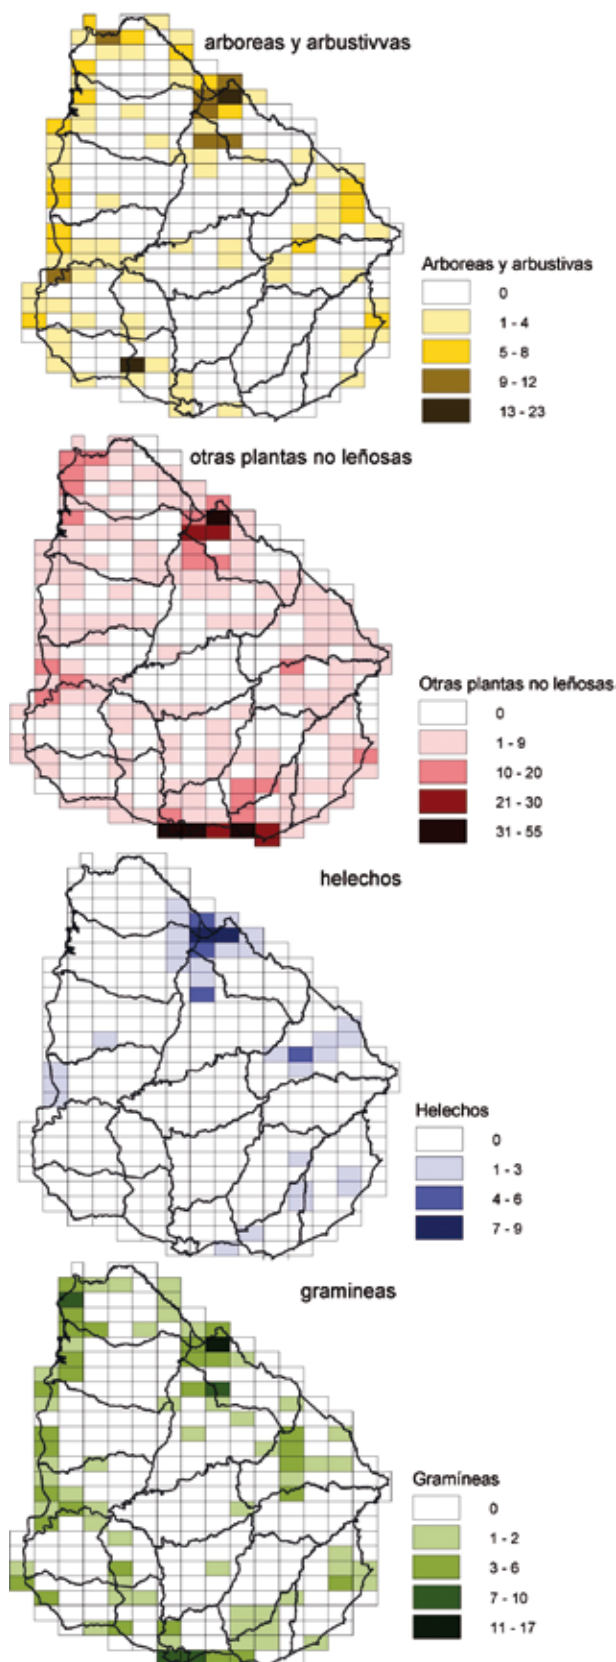 arboreas y arbustivvas
Arboreas y arbustivas
0
1 - 4
5 - 8
9 - 12
13 - 23
otras plantas no leñosas
Otras plantas no leñosas
0
1 - 9
10 - 20
21 - 30
31 - 55
helechos
Helechos
0
1 - 3
4 - 6
7 - 9
gramineas
Gramíneas
0
1 - 2
3 - 6
7 - 10
11 - 17